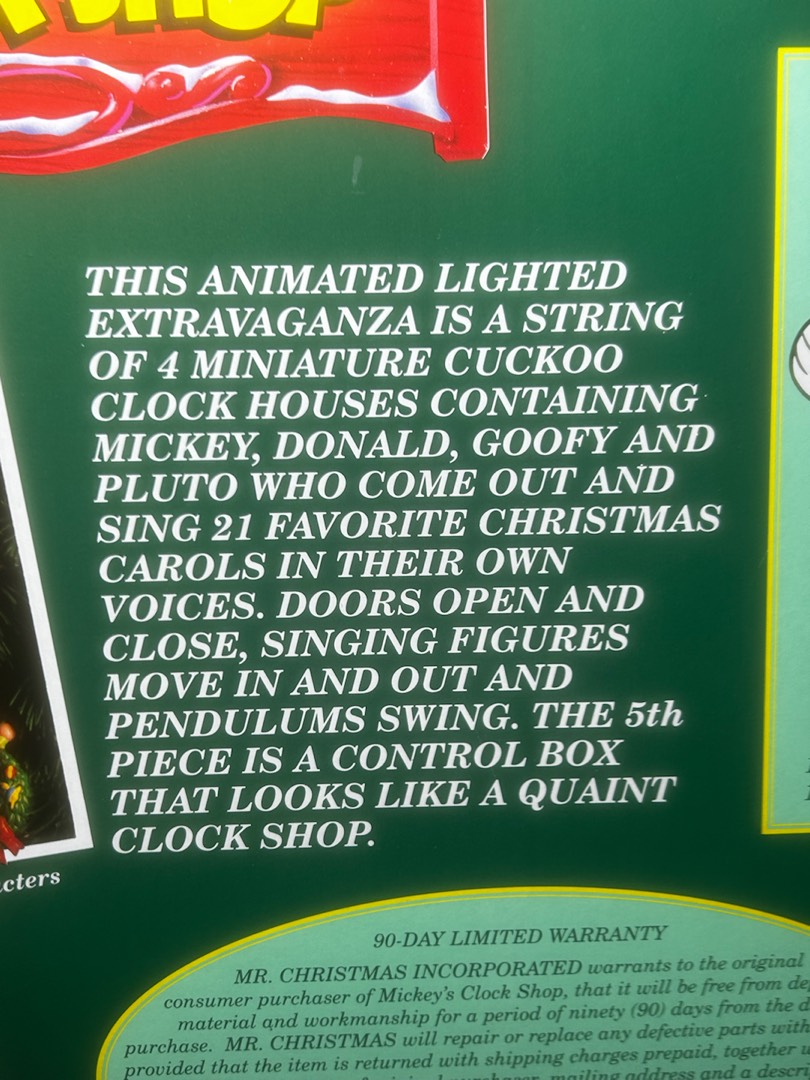 SHOP
THIS ANIMATED LIGHTED
EXTRAVAGANZA IS A STRING
OF 4 MINIATURE CUCKOO
CLOCK HOUSES CONTAINING
MICKEY, DONALD, GOOFY AND
PLUTO WHO COME OUT AND
SING 21 FAVORITE CHRISTMAS
CAROLS IN THEIR OWN
VOICES. DOORS OPEN AND
CLOSE, SINGING FIGURES
MOVE IN AND OUT AND
PENDULUMS SWING. THE 5th
PIECE IS A CONTROL BOX
THAT LOOKS LIKE A QUAINT
CLOCK SHOP.
cters
90-DAY LIMITED WARRANTY
MR. CHRISTMAS INCORPORATED warrants to the original
consumer purchaser of Mickey's Clock Shop, that it will be free from
material and workmanship for a period of ninety (90) days from the
purchase. MR. CHRISTMAS will repair or replace any defective parts
provided that the item is returned with shipping charges prepaid, together
purchaser, mailing address and a